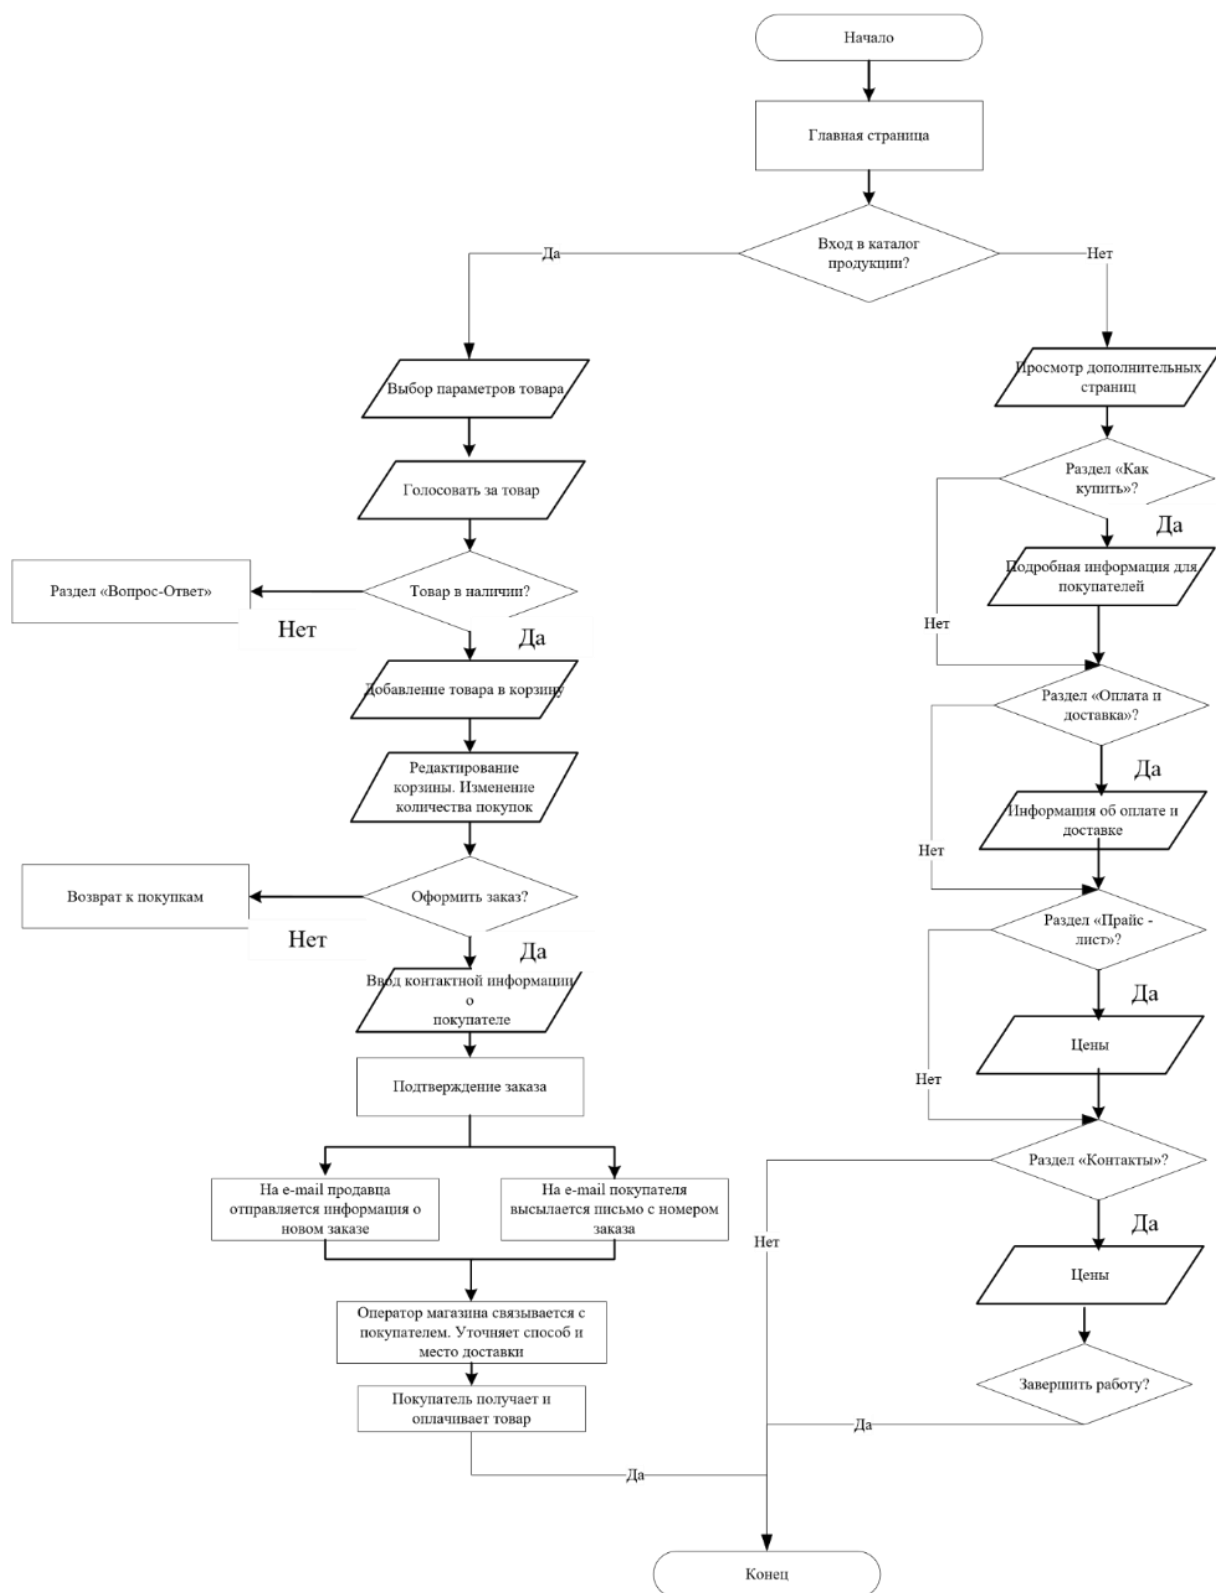 Начало
Главная страница
Вход в каталог
продукции?
Да
Нет
Выбор параметров товара
Голосовать за товар
Товар в наличии?
Нет
Раздел «Вопрос-Ответ»
Да
Добавление товара в корзину
Редактирование
корзины. Изменение
количества покупок
Оформить заказ?
Нет
Возврат к покупкам
Да
Ввод контактной информации
о
покупателе
Подтверждение заказа
На e-mail продавца
отправляется информация о
новом заказе
На e-mail покупателя
высылается письмо с номером
заказа
Оператор магазина связывается с
покупателем. Уточняет способ и
место доставки
Покупатель получает и
оплачивает товар
Да
Просмотр дополнительных
страниц
Раздел «Как
купить»?
Да
Подробная информация для
покупателей
Нет
Раздел «Оплата и
доставка»?
Да
Информация об оплате и
доставке
Нет
Раздел «Прайс -
лист»?
Да
Цены
Нет
Раздел «Контакты»?
Да
Нет
Цены
Завершить работу?
Да
Конец